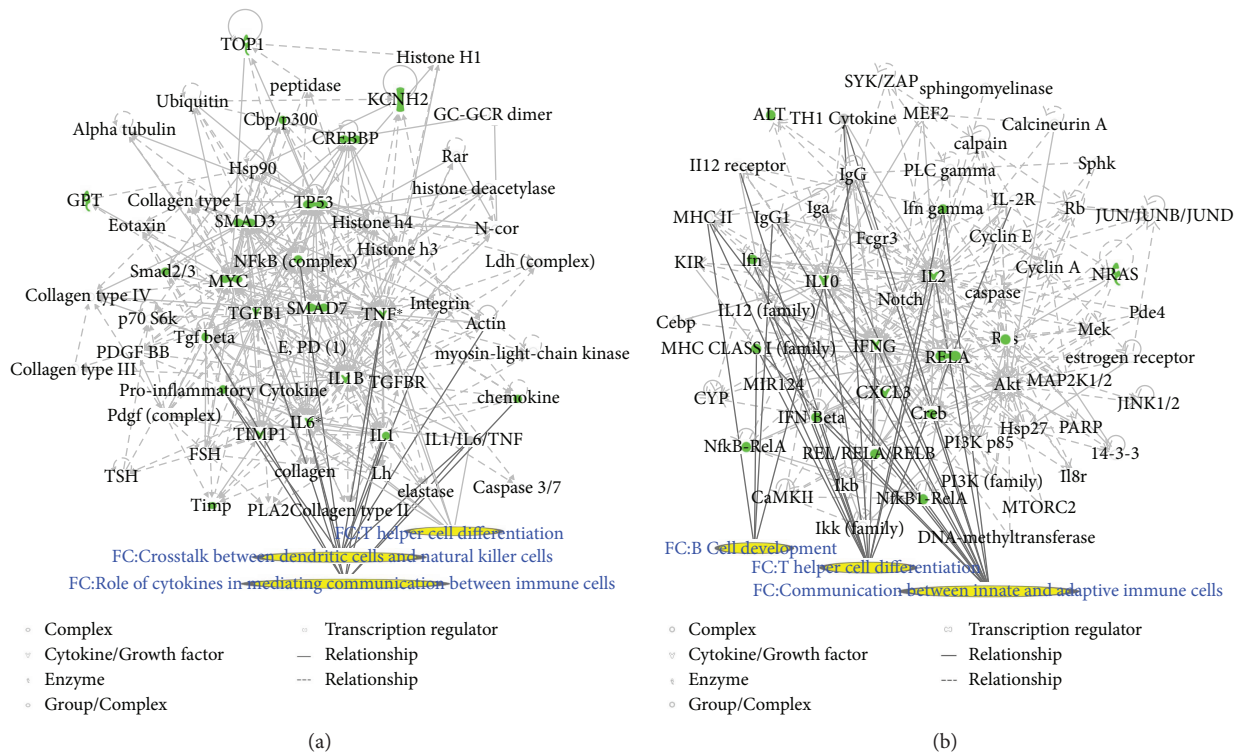 TOP1
Histone H1
peptidase
Ubiquitin
KCNH2
Cbp/p300
GC-GCR dimer
Alpha tubulin
CREBBP
Rar
Hsp90
histone deacetylase
GPT
Collagen type I
TP53
SMAD3
Histone h4
Eotaxin
N-cor
Histone h3
NFkB (complex)
Ldh (complex)
Smad2/3
MYC
Collagen type IV
Integrin
TGFB1
SMAD7
TNF*
p70 S6k
Actin
Tgf beta
E, PD (1)
PDGF BB
myosin-light-chain kinase
Collagen type III
IL1B
TGFBR
Pro-inflammatory Cytokine
chemokine
Pdgf (complex)
IL6*
TIMP1
IL1
IL1/IL6/TNF
FSH
collagen
Lh
TSH
elastase
Caspase 3/7
Timp
PLA2
Collagen type II
FC:T helper cell differentiation
FC:Crosstalk between dendritic cells and natural killer cells
FC:Role of cytokines in mediating communication between immune cells
Complex
Cytokine/Growth factor
Enzyme
Group/Complex
Transcription regulator
Relationship
Relationship
(a)
SYK/ZAP
sphingomyelinase
ALT
TH1 Cytokine
MEF2
Calcineurin A
calpain
Il12 receptor
IgG
PLC gamma
Sphk
Iga
Ifn gamma
IL-2R
Rb
MHC II
IgG1
JUN/JUNB/JUND
Fcgr3
Cyclin E
KIR
Ifn
IL10
IL2
Cyclin A
NRAS
caspase
Notch
IL12 (family)
Pde4
Cebp
Mek
MHC CLASS I (family)
IFNG
RELA
estrogen receptor
MIR124
Akt
MAP2K1/2
CYP
CXCL3
JINK1/2
IFN Beta
Creb
Hsp27
PARP
NfkB-RelA
REL/RELA/RELB
PI3K p85
14-3-3
Ikb
PI3K (family)
Il8r
CaMKII
NfkB1-RelA
MTORC2
Ikk (family)
DNA-methyltransferase
FC:B Cell development
FC:T helper cell differentiation
FC:Communication between innate and adaptive immune cells
Complex
Cytokine/Growth factor
Enzyme
Group/Complex
Transcription regulator
Relationship
Relationship
(b)